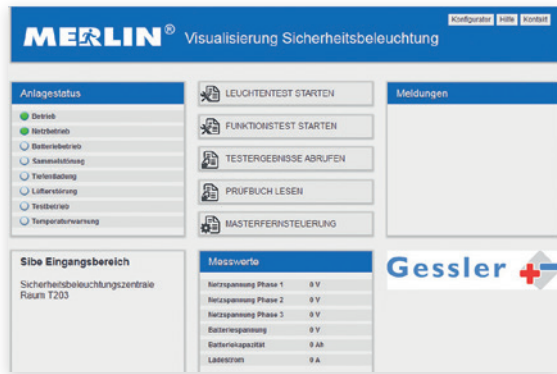 MERLIN® Visualisierung Sicherheitsbeleuchtung
Konfigurator Hilfe Kontakt
Anlagestatus
Betrieb
Netzbetrieb
Batteriebetrieb
Sammelstörung
Tiefentladung
Lüfterstörung
Testbetrieb
Temperaturwarnung
LEUCHTENTEST STARTEN
FUNKTIONSTEST STARTEN
TESTERGEBNISSE ABRUFEN
PRÜFBUCH LESEN
MASTERFERNSTEUERUNG
Meldungen
Sibe Eingangsbereich
Sicherheitsbeleuchtungszentrale
Raum T203
Messwerte
Netzspannung Phase 1 0 V
Netzspannung Phase 2 0 V
Netzspannung Phase 3 0 V
Batteriespannung 0 V
Batteriekapazität 0 Ah
Ladestrom 0 A
Gessler